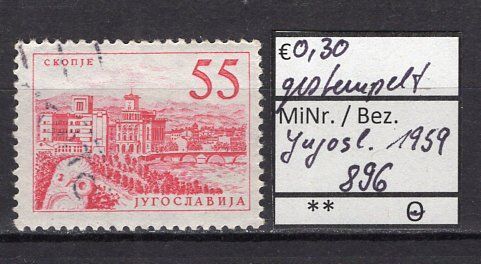 СКОПЈЕ
55
ЈУГОСЛАВИЈА
€0,30
gestempelt
MiNr. / Bez.
Jugosl. 1959
896
** ʘ